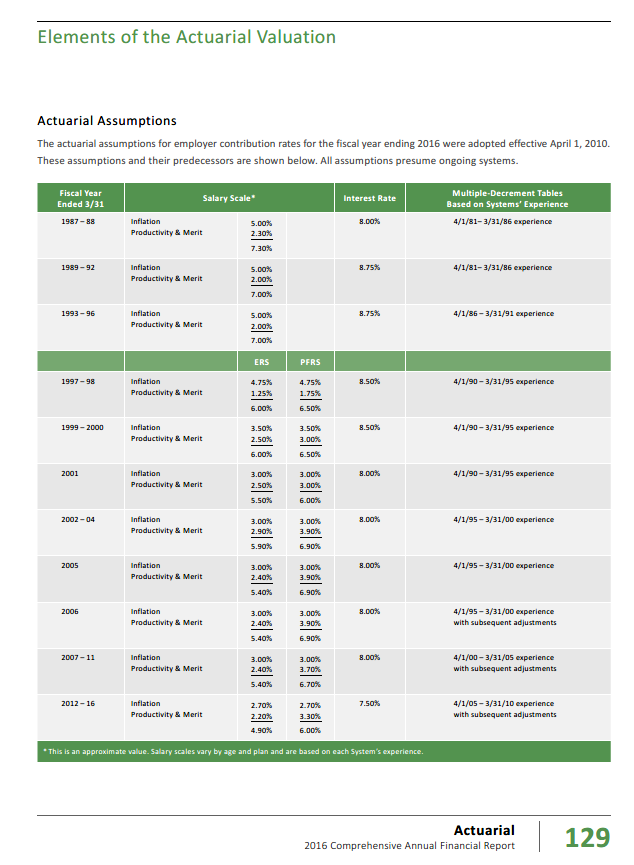 Elements of the Actuarial Valuation
Actuarial Assumptions
The actuarial assumptions for employer contribution rates for the fiscal year ending 2016 were adopted effective April 1, 2010.
These assumptions and their predecessors are shown below. All assumptions presume ongoing systems.
Fiscal Year Ended 3/31 Salary Scale* Interest Rate Multiple-Decrement Tables Based on Systems' Experience
1987 – 88 Inflation 5.00% 8.00% 4/1/81– 3/31/86 experience
Productivity & Merit 2.30%
7.30%
1989 – 92 Inflation 5.00% 8.75% 4/1/81– 3/31/86 experience
Productivity & Merit 2.00%
7.00%
1993 – 96 Inflation 5.00% 8.75% 4/1/86 – 3/31/91 experience
Productivity & Merit 2.00%
7.00%
ERS PFRS
1997 – 98 Inflation 4.75% 4.75% 8.50% 4/1/90 – 3/31/95 experience
Productivity & Merit 1.25% 1.75%
6.00% 6.50%
1999 – 2000 Inflation 3.50% 3.50% 8.50% 4/1/90 – 3/31/95 experience
Productivity & Merit 2.50% 3.00%
6.00% 6.50%
2001 Inflation 3.00% 3.00% 8.00% 4/1/90 – 3/31/95 experience
Productivity & Merit 2.50% 3.00%
5.50% 6.00%
2002 – 04 Inflation 3.00% 3.00% 8.00% 4/1/95 – 3/31/00 experience
Productivity & Merit 2.90% 3.90%
5.90% 6.90%
2005 Inflation 3.00% 3.00% 8.00% 4/1/95 – 3/31/00 experience
Productivity & Merit 2.40% 3.90%
5.40% 6.90%
2006 Inflation 3.00% 3.00% 8.00% 4/1/95 – 3/31/00 experience
Productivity & Merit 2.40% 3.90% with subsequent adjustments
5.40% 6.90%
2007 – 11 Inflation 3.00% 3.00% 8.00% 4/1/00 – 3/31/05 experience
Productivity & Merit 2.40% 3.70% with subsequent adjustments
5.40% 6.70%
2012 – 16 Inflation 2.70% 2.70% 7.50% 4/1/05 – 3/31/10 experience
Productivity & Merit 2.20% 3.30% with subsequent adjustments
4.90% 6.00%
* This is an approximate value. Salary scales vary by age and plan and are based on each System's experience.
Actuarial
2016 Comprehensive Annual Financial Report
129